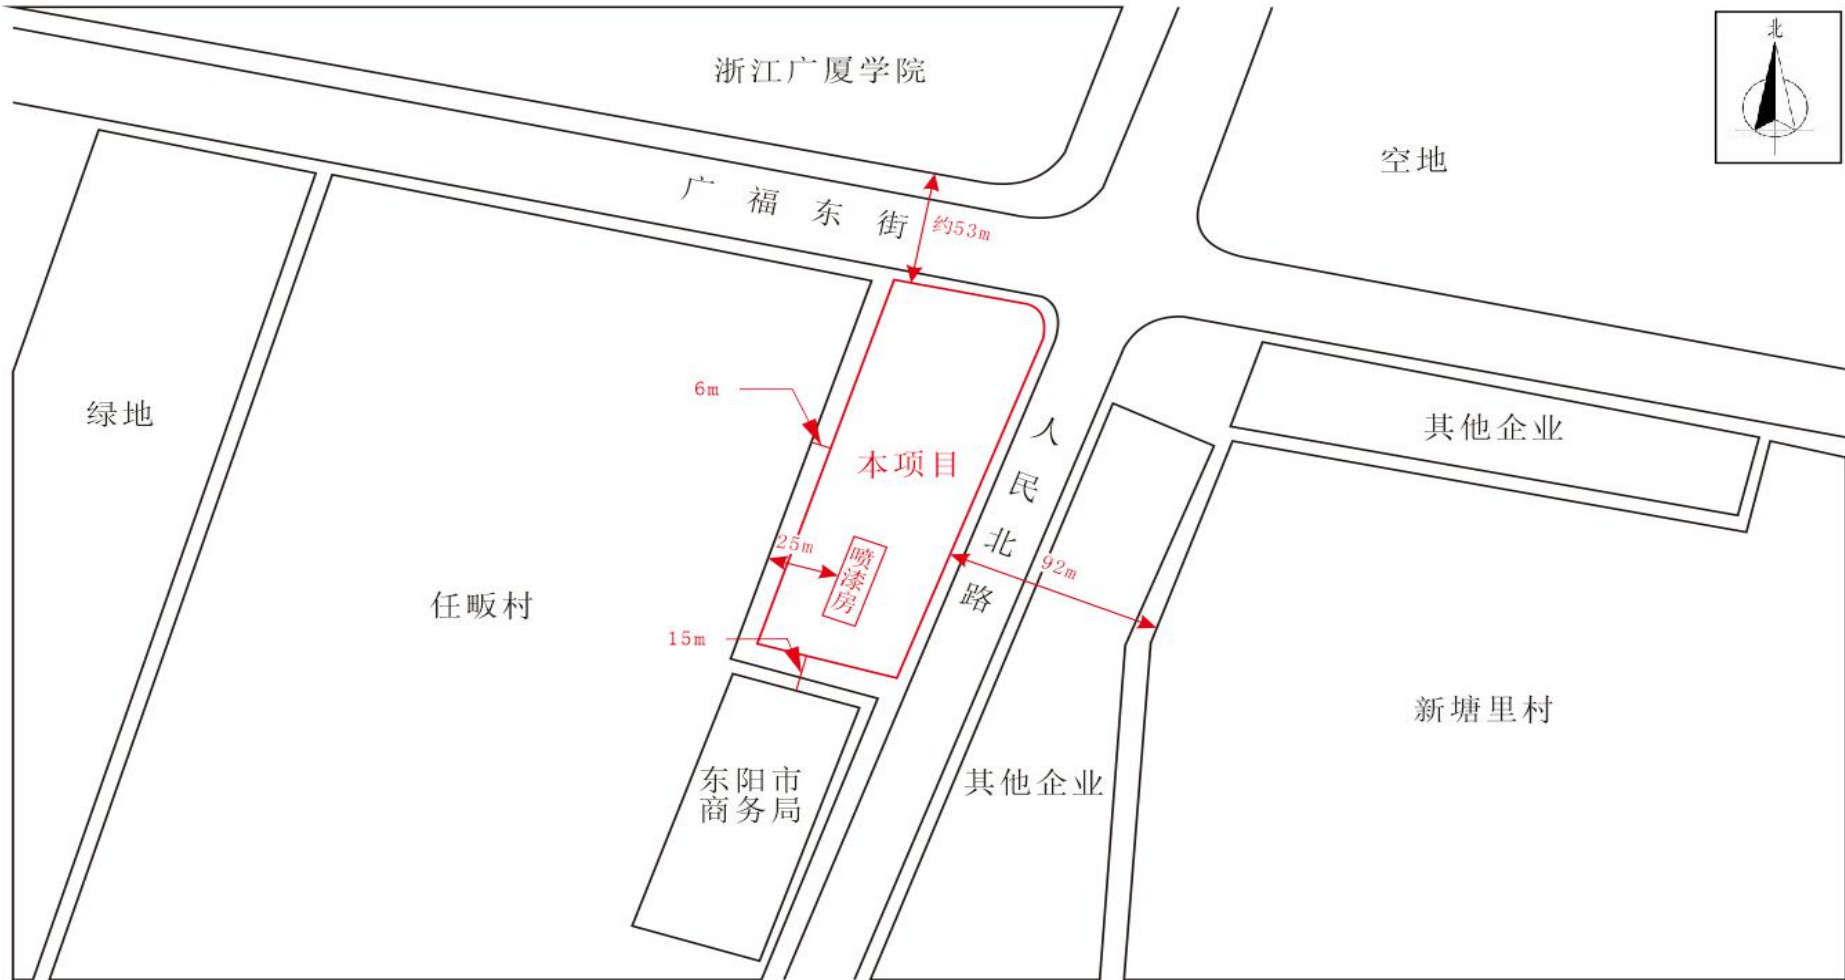 北
浙江广厦学院
空地
广福东街
约53m
6m
绿地
人民北路
其他企业
本项目
25m
喷漆房
92m
任畈村
15m
新塘里村
东阳市
商务局
其他企业